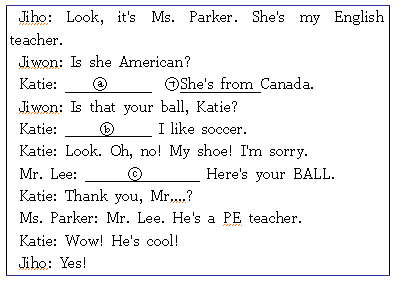 Jiho: Look, it's Ms. Parker. She's my English
teacher.
Jiwon: Is she American?
Katie: ____ⓐ____ ㉠She's from Canada.
Jiwon: Is that your ball, Katie?
Katie: ____ⓑ____ I like soccer.
Katie: Look. Oh, no! My shoe! I'm sorry.
Mr. Lee: ____ⓒ____ Here's your BALL.
Katie: Thank you, Mr....?
Ms. Parker: Mr. Lee. He's a PE teacher.
Katie: Wow! He's cool!
Jiho: Yes!